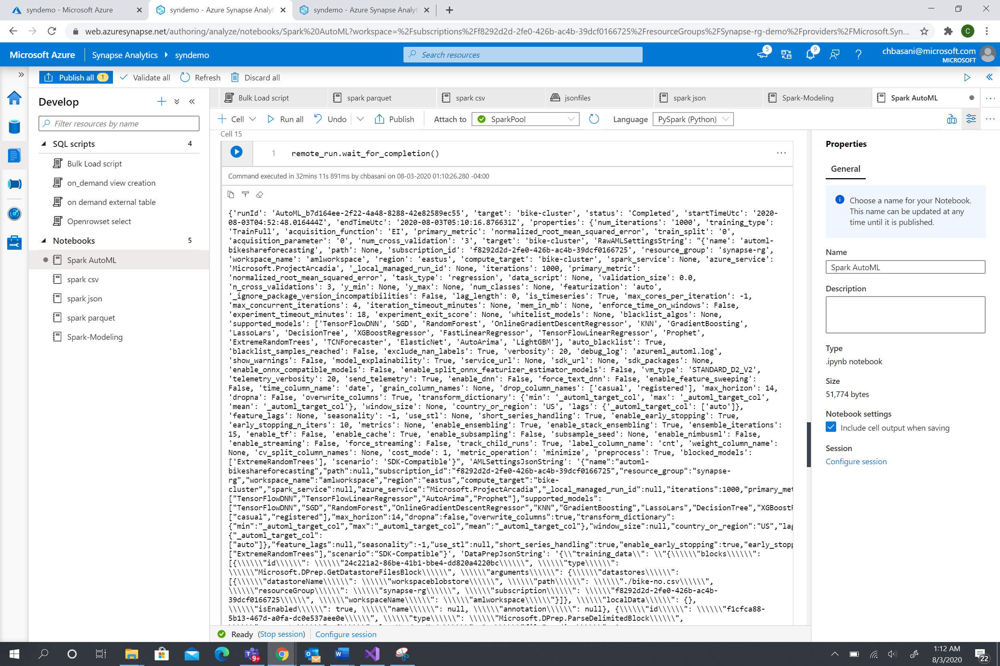 syndemo - Microsoft Azure
syndemo - Azure Synapse Analyt
syndemo - Azure Synapse Analyt
web.azuresynapse.net/authoring/analyze/notebooks/Spark%20AutoML?workspace=%2Fsubscriptions%2Ff8292d2d-2fe0-426b-ac4b-39dcf0166725%2FresourceGroups%2FSynapse-rg-demo%2Fproviders%2FMicrosoft.Syn...
C
Microsoft Azure
Synapse Analytics
syndemo
Search resources
5
9
chbasani@microsoft.com
MICROSOFT
Publish all 1
Validate all
Refresh
Discard all
Develop
Filter resources by name
SQL scripts 4
Bulk Load script
on_demand view creation
on demand external table
Openrowset select
Notebooks 5
Spark AutoML
spark csv
spark json
spark parquet
Spark-Modeling
Bulk Load script
spark parquet
spark csv
jsonfiles
spark json
Spark-Modeling
Spark AutoML
Cell
Run all
Undo
Publish
Attach to
SparkPool
Language
PySpark (Python)
Cell 15
1 remote_run.wait_for_completion()
Command executed in 32mins 11s 891ms by chbasani on 08-03-2020 01:10:26.280 -04:00
{'runId': 'AutoML_b7d164ee-2f22-4a48-8288-42e82589ec55', 'target': 'bike-cluster', 'status': 'Completed', 'startTimeUtc': '2020-
08-03T04:52:48.016444Z', 'endTimeUtc': '2020-08-03T05:10:16.876631Z', 'properties': {'num_iterations': '1000', 'training_type':
'TrainFull', 'acquisition_function': 'EI', 'primary_metric': 'normalized_root_mean_squared_error', 'train_split': '0',
'acquisition_parameter': '0', 'num_cross_validation': '3', 'target': 'bike-cluster', 'RawAMLSettingsString': "{'name': 'automl-
bikeshareforecasting', 'path': None, 'subscription_id': 'f8292d2d-2fe0-426b-ac4b-39dcf0166725', 'resource_group': 'synapse-rg',
'workspace_name': 'amlworkspace', 'region': 'eastus', 'compute_target': 'bike-cluster', 'spark_service': None, 'azure_service':
'Microsoft.ProjectArcadia', '_local_managed_run_id': None, 'iterations': 1000, 'primary_metric':
'normalized_root_mean_squared_error', 'task_type': 'regression', 'data_script': None, 'validation_size': 0.0,
'n_cross_validations': 3, 'y_min': None, 'y_max': None, 'num_classes': None, 'featurization': 'auto',
'_ignore_package_version_incompatibilities': False, 'lag_length': 0, 'is_timeseries': True, 'max_cores_per_iteration': -1,
'max_concurrent_iterations': 4, 'iteration_timeout_minutes': None, 'mem_in_mb': None, 'enforce_time_on_windows': False,
'experiment_timeout_minutes': 18, 'experiment_exit_score': None, 'whitelist_models': None, 'blacklist_algos': None,
'supported_models': ['TensorFlowDNN', 'SGD', 'RandomForest', 'OnlineGradientDescentRegressor', 'KNN', 'GradientBoosting',
'LassoLars', 'DecisionTree', 'XGBoostRegressor', 'FastLinearRegressor', 'TensorFlowLinearRegressor', 'Prophet',
'ExtremeRandomTrees', 'TCNForecaster', 'ElasticNet', 'AutoArima', 'LightGBM'], 'auto_blacklist': True,
'blacklist_samples_reached': False, 'exclude_nan_labels': True, 'verbosity': 20, 'debug_log': 'azureml_automl.log',
'show_warnings': False, 'model_explainability': True, 'service_url': None, 'sdk_url': None, 'sdk_packages': None,
'enable_onnx_compatible_models': False, 'enable_split_onnx_featurizer_estimator_models': False, 'vm_type': 'STANDARD_D2_V2',
'telemetry_verbosity': 20, 'send_telemetry': True, 'enable_dnn': False, 'force_text_dnn': False, 'enable_feature_sweeping':
False, 'time_column_name': 'date', 'grain_column_names': None, 'drop_column_names': ['casual', 'registered'], 'max_horizon': 14,
'dropna': False, 'overwrite_columns': True, 'transform_dictionary': {'min': '_automl_target_col', 'max': '_automl_target_col',
'mean': '_automl_target_col'}, 'window_size': None, 'country_or_region': 'US', 'lags': {'_automl_target_col': ['auto']},
'feature_lags': None, 'seasonality': -1, 'use_stl': None, 'short_series_handling': True, 'enable_early_stopping': True,
'early_stopping_n_iters': 10, 'metrics': None, 'enable_ensembling': True, 'enable_stack_ensembling': True, 'ensemble_iterations':
15, 'enable_tf': False, 'enable_cache': True, 'enable_subsampling': False, 'subsample_seed': None, 'enable_nimbusml': False,
'enable_streaming': False, 'force_streaming': False, 'track_child_runs': True, 'label_column_name': 'cnt', 'weight_column_name':
None, 'cv_split_column_names': None, 'cost_mode': 1, 'metric_operation': 'minimize', 'preprocess': True, 'blocked_models':
['ExtremeRandomTrees'], 'scenario': 'SDK-Compatible'}", 'AMLSettingsJsonString': '{"name":"automl-
bikeshareforecasting","path":null,"subscription_id":"f8292d2d-2fe0-426b-ac4b-39dcf0166725","resource_group":"synapse-
rg","workspace_name":"amlworkspace","region":"eastus","compute_target":"bike-
cluster","spark_service":null,"azure_service":"Microsoft.ProjectArcadia","_local_managed_run_id":null,"iterations":1000,"primary_met
["TensorFlowDNN","TensorFlowLinearRegressor","AutoArima","Prophet"],"supported_models":
["TensorFlowDNN","SGD","RandomForest","OnlineGradientDescentRegressor","KNN","GradientBoosting","LassoLars","DecisionTree","XGBoostR
["casual","registered"],"max_horizon":14,"dropna":false,"overwrite_columns":true,"transform_dictionary":
{"min":"_automl_target_col","max":"_automl_target_col","mean":"_automl_target_col"},"window_size":null,"country_or_region":"US","lag
{"_automl_target_col":
["auto"]},"feature_lags":null,"seasonality":-1,"use_stl":null,"short_series_handling":true,"enable_early_stopping":true,"early_stopp
["ExtremeRandomTrees"],"scenario":"SDK-Compatible"}', 'DataPrepJsonString': '{\\"training_data\\": \\"{\\\\\\"blocks\\\\\\":
[{\\\\\\"id\\\\\\": \\\\\\"24c221a2-86be-41b1-bbe4-dd820a4220bc\\\\\\", \\\\\\"type\\\\\\":
\\\\\\"Microsoft.DPrep.GetDatastoreFilesBlock\\\\\\", \\\\\\"arguments\\\\\\": {\\\\\\"datastores\\\\\\":
[{\\\\\\"datastoreName\\\\\\": \\\\\\"workspaceblobstore\\\\\\", \\\\\\"path\\\\\\": \\\\\\"./bike-no.csv\\\\\\",
\\\\\\"resourceGroup\\\\\\": \\\\\\"synapse-rg\\\\\\", \\\\\\"subscription\\\\\\": \\\\\\"f8292d2d-2fe0-426b-ac4b-
39dcf0166725\\\\\\", \\\\\\"workspaceName\\\\\\": \\\\\\"amlworkspace\\\\\\"}]}, \\\\\\"localData\\\\\\": {},
\\\\\\"isEnabled\\\\\\": true, \\\\\\"name\\\\\\": null, \\\\\\"annotation\\\\\\": null}, {\\\\\\"id\\\\\\": \\\\\\"f1cfca88-
5b13-467d-a0fa-dc0e537aee0e\\\\\\", \\\\\\"type\\\\\\": \\\\\\"Microsoft.DPrep.ParseDelimitedBlock\\\\\\",
Ready (Stop session)
Configure session
Properties
General
Choose a name for your Notebook.
This name can be updated at any
time until it is published.
Name
Spark AutoML
Description
Type
.ipynb notebook
Size
51,774 bytes
Notebook settings
Include cell output when saving
Session
Configure session
9+
1:12 AM
8/3/2020
22